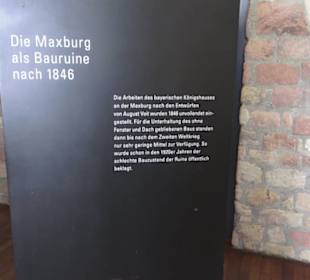 Die Maxburg
als Bauruine
nach 1846
Die Arbeiten des bayerischen Königshauses
an der Maxburg nach den Entwürfen
von August Voit wurden 1846 unvollendet ein-
gestellt. Für die Unterhaltung des ohne
Fenster und Dach gebliebenen Baus standen
dann bis nach dem Zweiten Weltkrieg
nur sehr geringe Mittel zur Verfügung. So
wurde schon in den 1920er Jahren der
schlechte Bauzustand der Ruine öffentlich
beklagt.